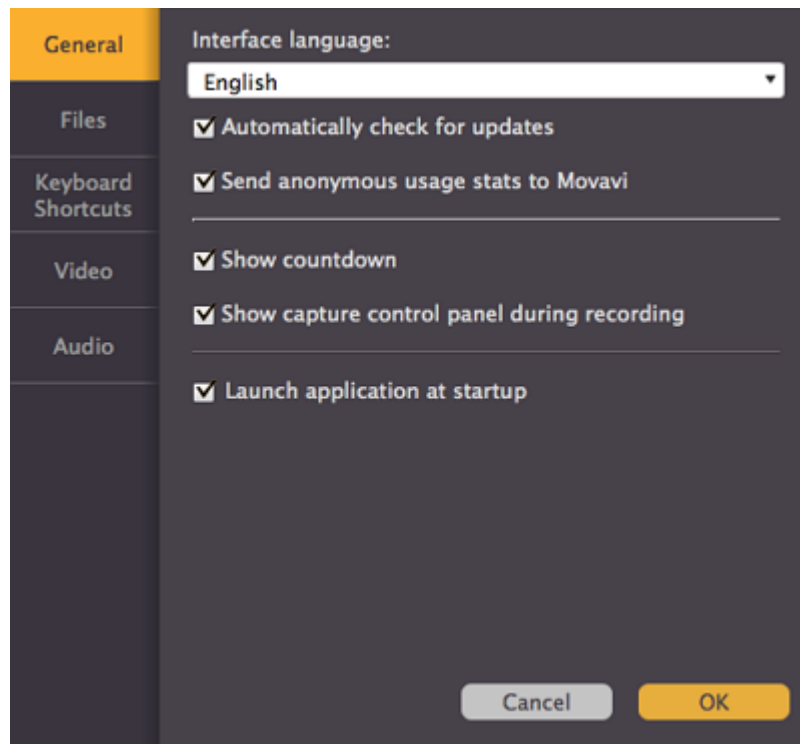 General
Files
Keyboard
Shortcuts
Video
Audio
Interface language:
English
Automatically check for updates
Send anonymous usage stats to Movavi
Show countdown
Show capture control panel during recording
Launch application at startup
Cancel
OK